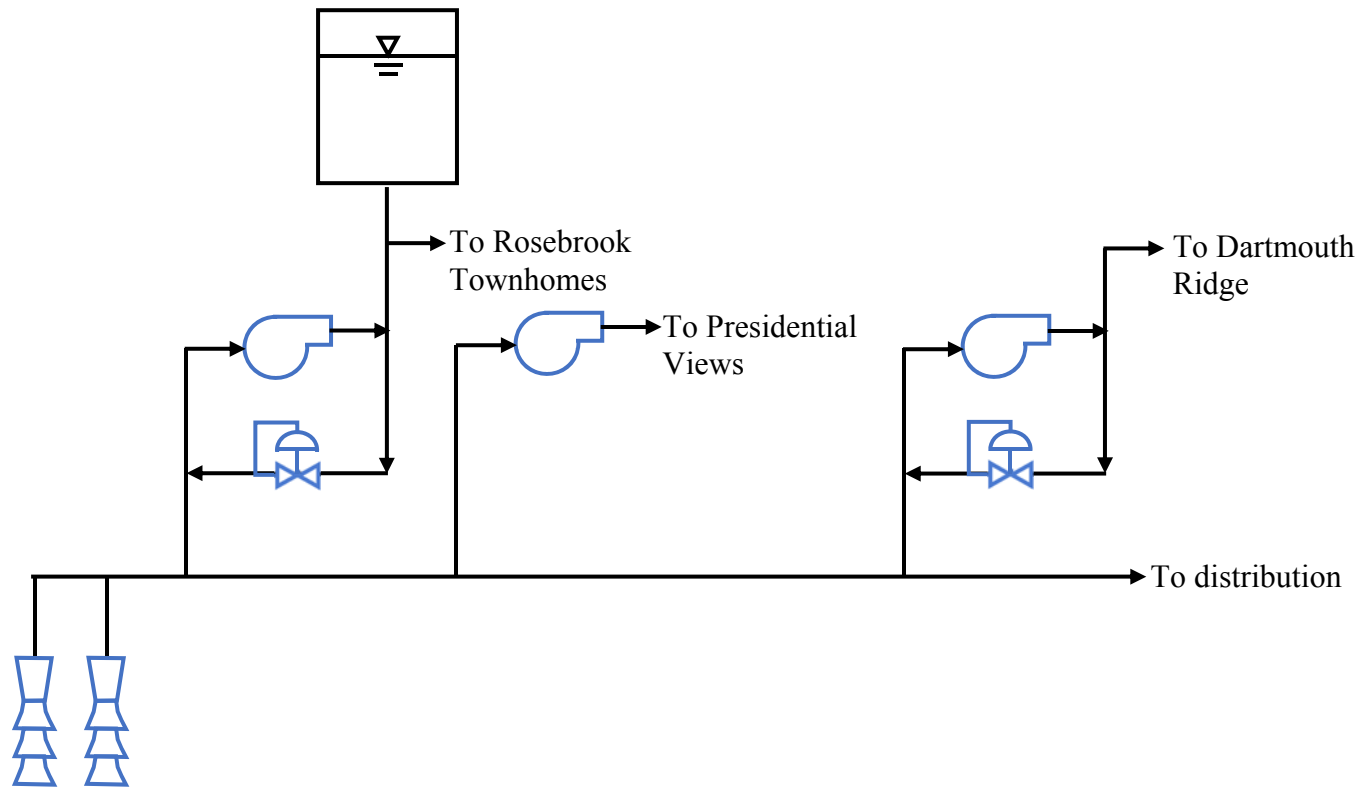 To Rosebrook
Townhomes
To Dartmouth
Ridge
To Presidential
Views
To distribution